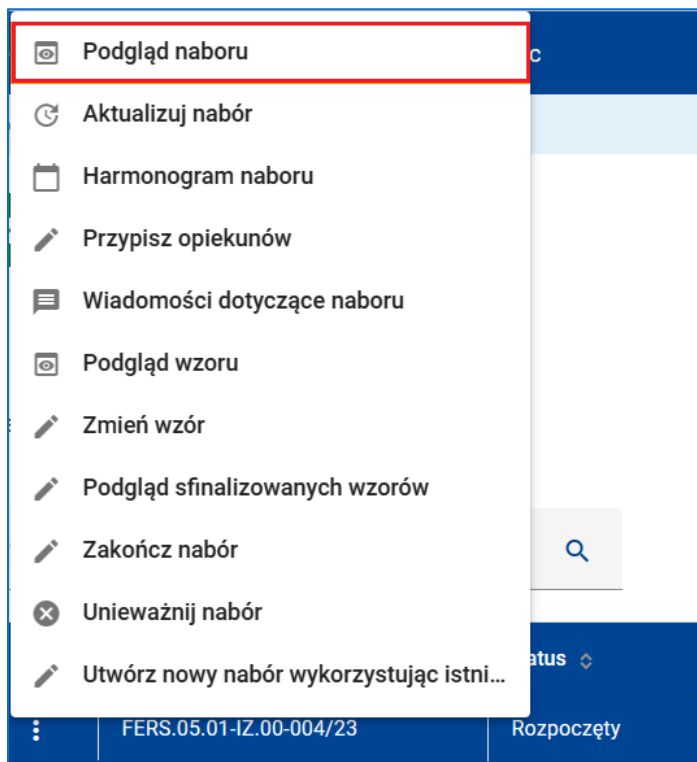 Podgląd naboru
c
Aktualizuj nabór
Harmonogram naboru
Przypisz opiekunów
Wiadomości dotyczące naboru
Podgląd wzoru
Zmień wzór
Podgląd sfinalizowanych wzorów
Zakończ nabór
Unieważnij nabór
Utwórz nowy nabór wykorzystując istni...
atus
FERS.05.01-IZ.00-004/23 Rozpoczęty